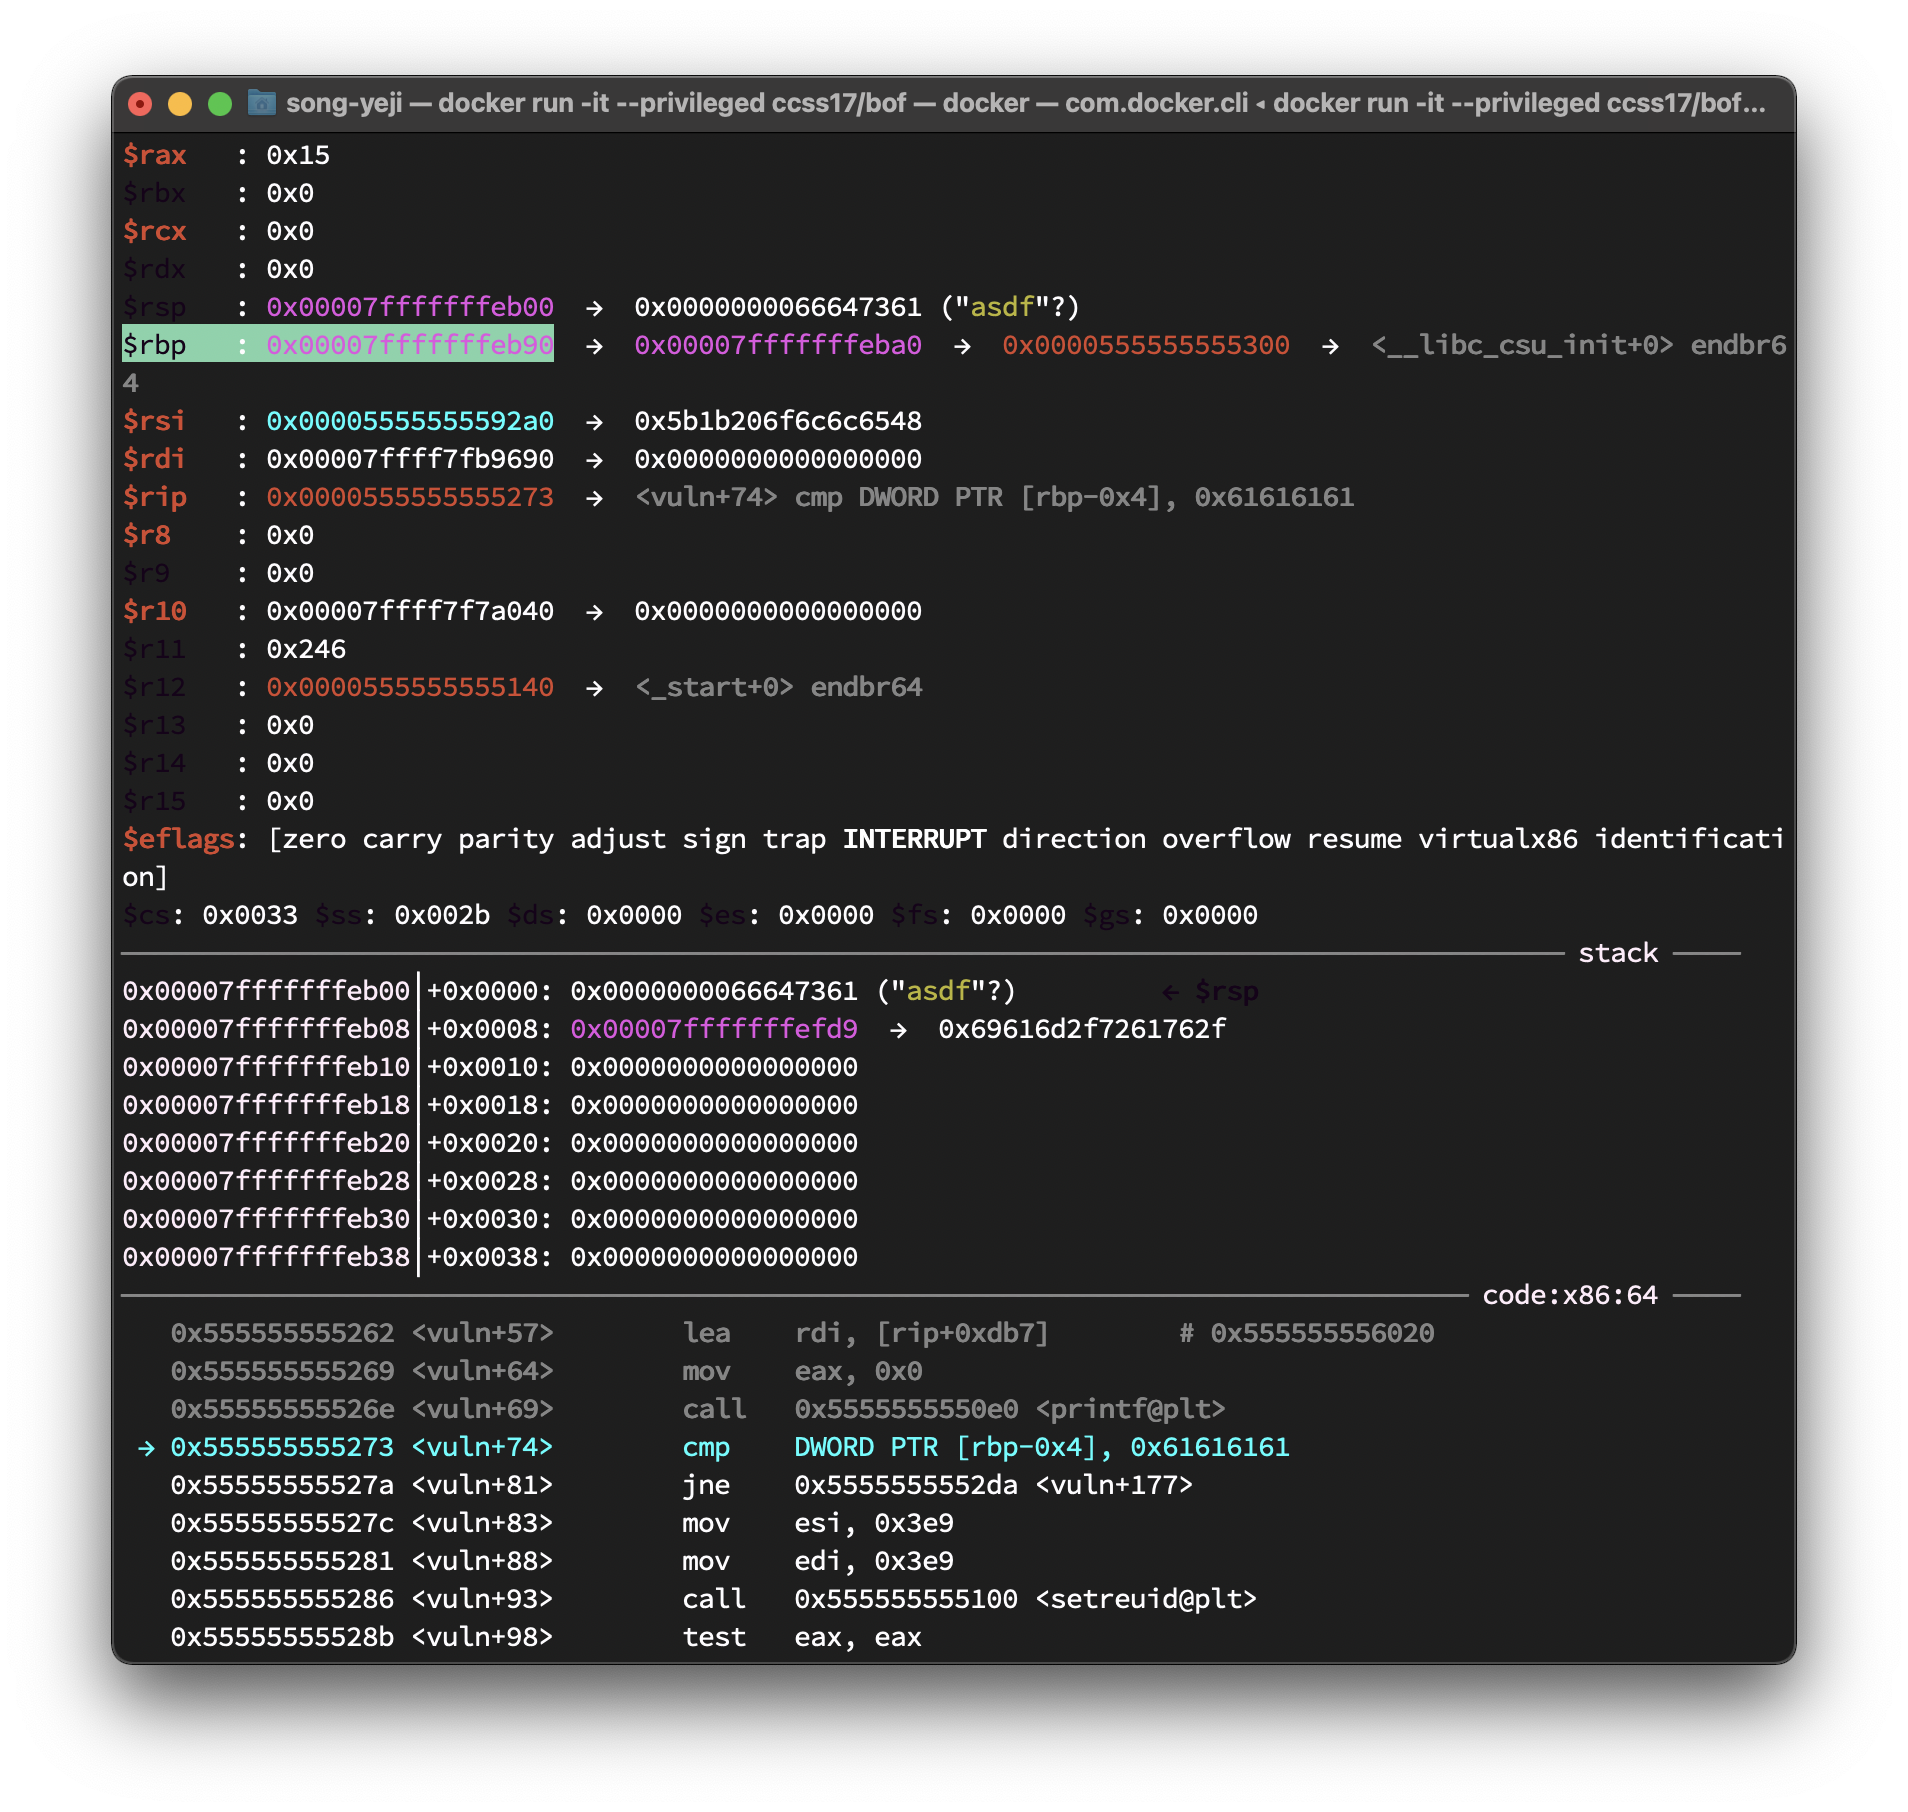 song-yeji — docker run -it --privileged ccss17/bof — docker — com.docker.cli ◂ docker run -it --privileged ccss17/bof...
$rax   : 0x15
$rbx   : 0x0
$rcx   : 0x0
$rdx   : 0x0
$rsp   : 0x00007fffffffeb00  →  0x0000000066647361 ("asdf"?)
$rbp   : 0x00007fffffffeb90  →  0x00007fffffffeba0  →  0x0000555555555300  →  <__libc_csu_init+0> endbr6
4
$rsi   : 0x00005555555592a0  →  0x5b1b206f6c6c6548
$rdi   : 0x00007ffff7fb9690  →  0x0000000000000000
$rip   : 0x0000555555555273  →  <vuln+74> cmp DWORD PTR [rbp-0x4], 0x61616161
$r8    : 0x0
$r9    : 0x0
$r10   : 0x00007ffff7f7a040  →  0x0000000000000000
$r11   : 0x246
$r12   : 0x0000555555555140  →  <_start+0> endbr64
$r13   : 0x0
$r14   : 0x0
$r15   : 0x0
$eflags: [zero carry parity adjust sign trap INTERRUPT direction overflow resume virtualx86 identificati
on]
$cs: 0x0033 $ss: 0x002b $ds: 0x0000 $es: 0x0000 $fs: 0x0000 $gs: 0x0000
stack
0x00007fffffffeb00│+0x0000: 0x0000000066647361 ("asdf"?)         ← $rsp
0x00007fffffffeb08│+0x0008: 0x00007fffffffefd9  →  0x69616d2f7261762f
0x00007fffffffeb10│+0x0010: 0x0000000000000000
0x00007fffffffeb18│+0x0018: 0x0000000000000000
0x00007fffffffeb20│+0x0020: 0x0000000000000000
0x00007fffffffeb28│+0x0028: 0x0000000000000000
0x00007fffffffeb30│+0x0030: 0x0000000000000000
0x00007fffffffeb38│+0x0038: 0x0000000000000000
code:x86:64
0x555555555262 <vuln+57>        lea    rdi, [rip+0xdb7]        # 0x555555556020
0x555555555269 <vuln+64>        mov    eax, 0x0
0x55555555526e <vuln+69>        call   0x5555555550e0 <printf@plt>
→ 0x555555555273 <vuln+74>        cmp    DWORD PTR [rbp-0x4], 0x61616161
0x55555555527a <vuln+81>        jne    0x5555555552da <vuln+177>
0x55555555527c <vuln+83>        mov    esi, 0x3e9
0x555555555281 <vuln+88>        mov    edi, 0x3e9
0x555555555286 <vuln+93>        call   0x555555555100 <setreuid@plt>
0x55555555528b <vuln+98>        test   eax, eax